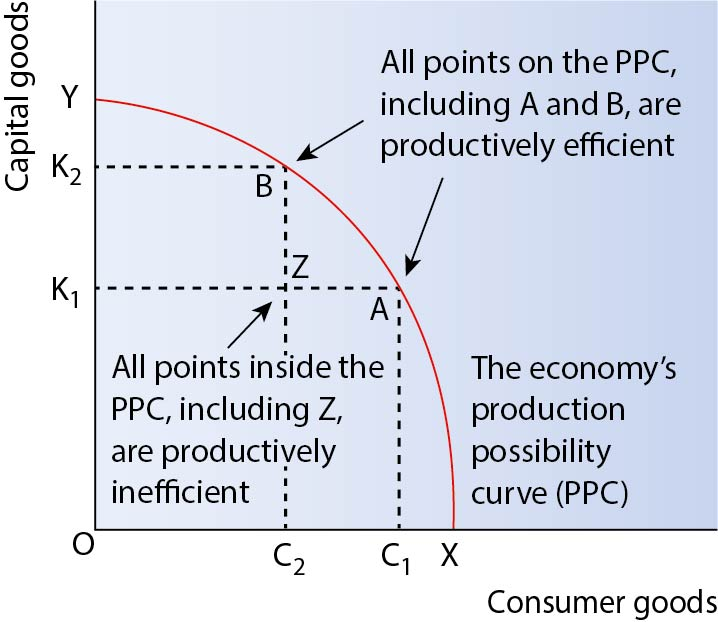 Capital goods
Y
K2
B
K1
Z
A
All points on the PPC,
including A and B, are
productively efficient
All points inside the
PPC, including Z,
are productively
inefficient
The economy’s
production
possibility
curve (PPC)
O
C2
C1
X
Consumer goods